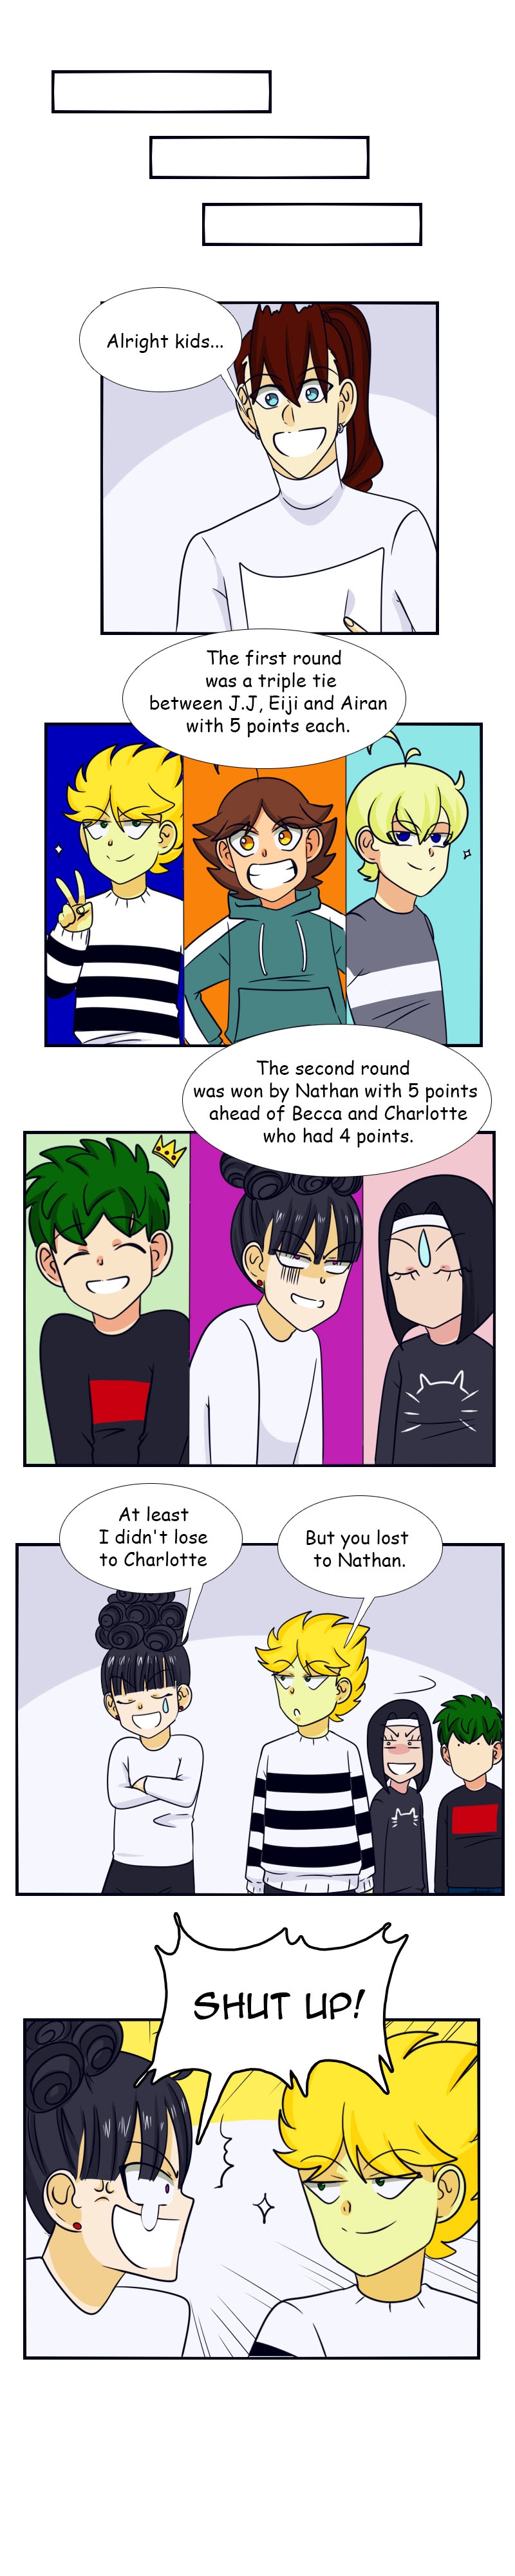 Alright kids...
The first round
was a triple tie
between J.J, Eiji and Airan
with 5 points each.
The second round
was won by Nathan with 5 points
ahead of Becca and Charlotte
who had 4 points.
At least
I didn't lose
to Charlotte
But you lost
to Nathan.
SHUT UP!